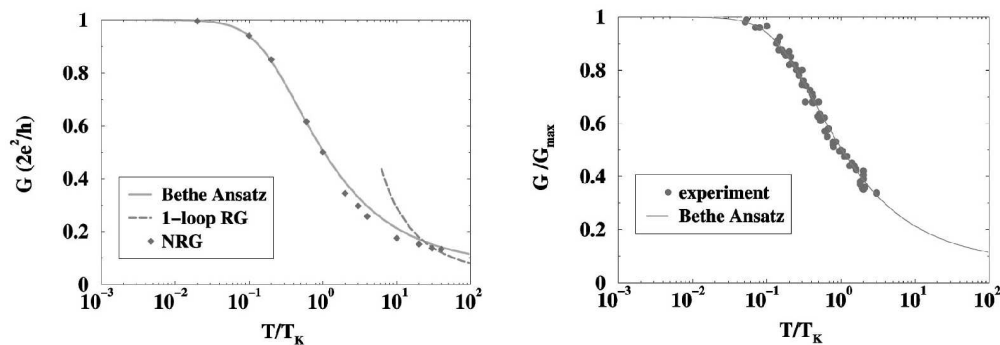 1
0.8
0.6
0.4
0.2
0
G (2e²/h)
Bethe Ansatz
1−loop RG
NRG
10⁻³ 10⁻² 10⁻¹ 10⁰ 10¹ 10²
T/T_K
1
0.8
0.6
0.4
0.2
0
G /G_max
experiment
Bethe Ansatz
10⁻³ 10⁻² 10⁻¹ 10⁰ 10¹ 10²
T/T_K